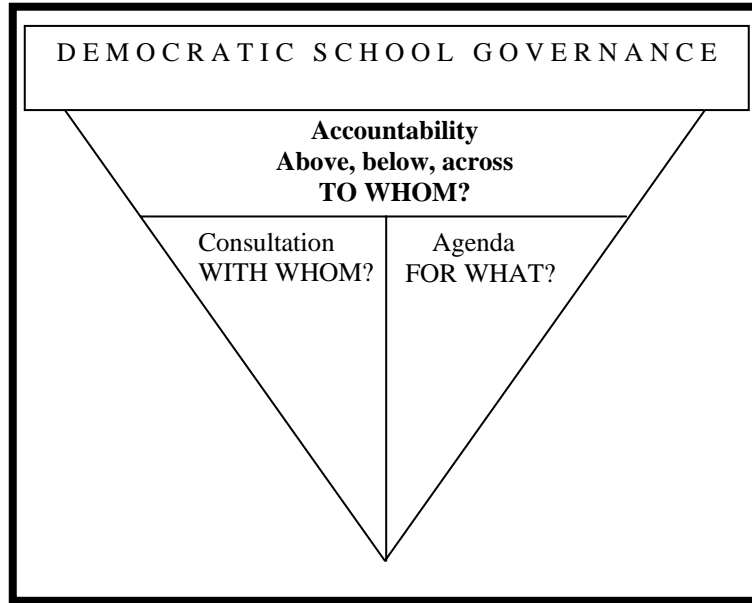 DEMOCRATIC SCHOOL GOVERNANCE
Accountability
Above, below, across
TO WHOM?
Consultation
WITH WHOM?
Agenda
FOR WHAT?